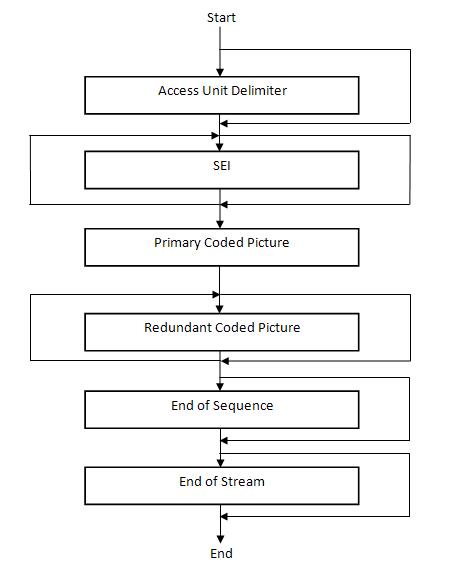 Start
Access Unit Delimiter
SEI
Primary Coded Picture
Redundant Coded Picture
End of Sequence
End of Stream
End